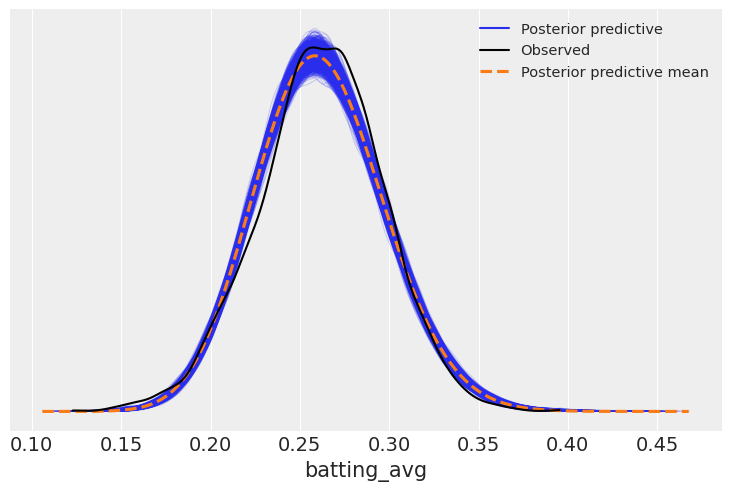 Posterior predictive
Observed
Posterior predictive mean
0.10 0.15 0.20 0.25 0.30 0.35 0.40 0.45
batting_avg